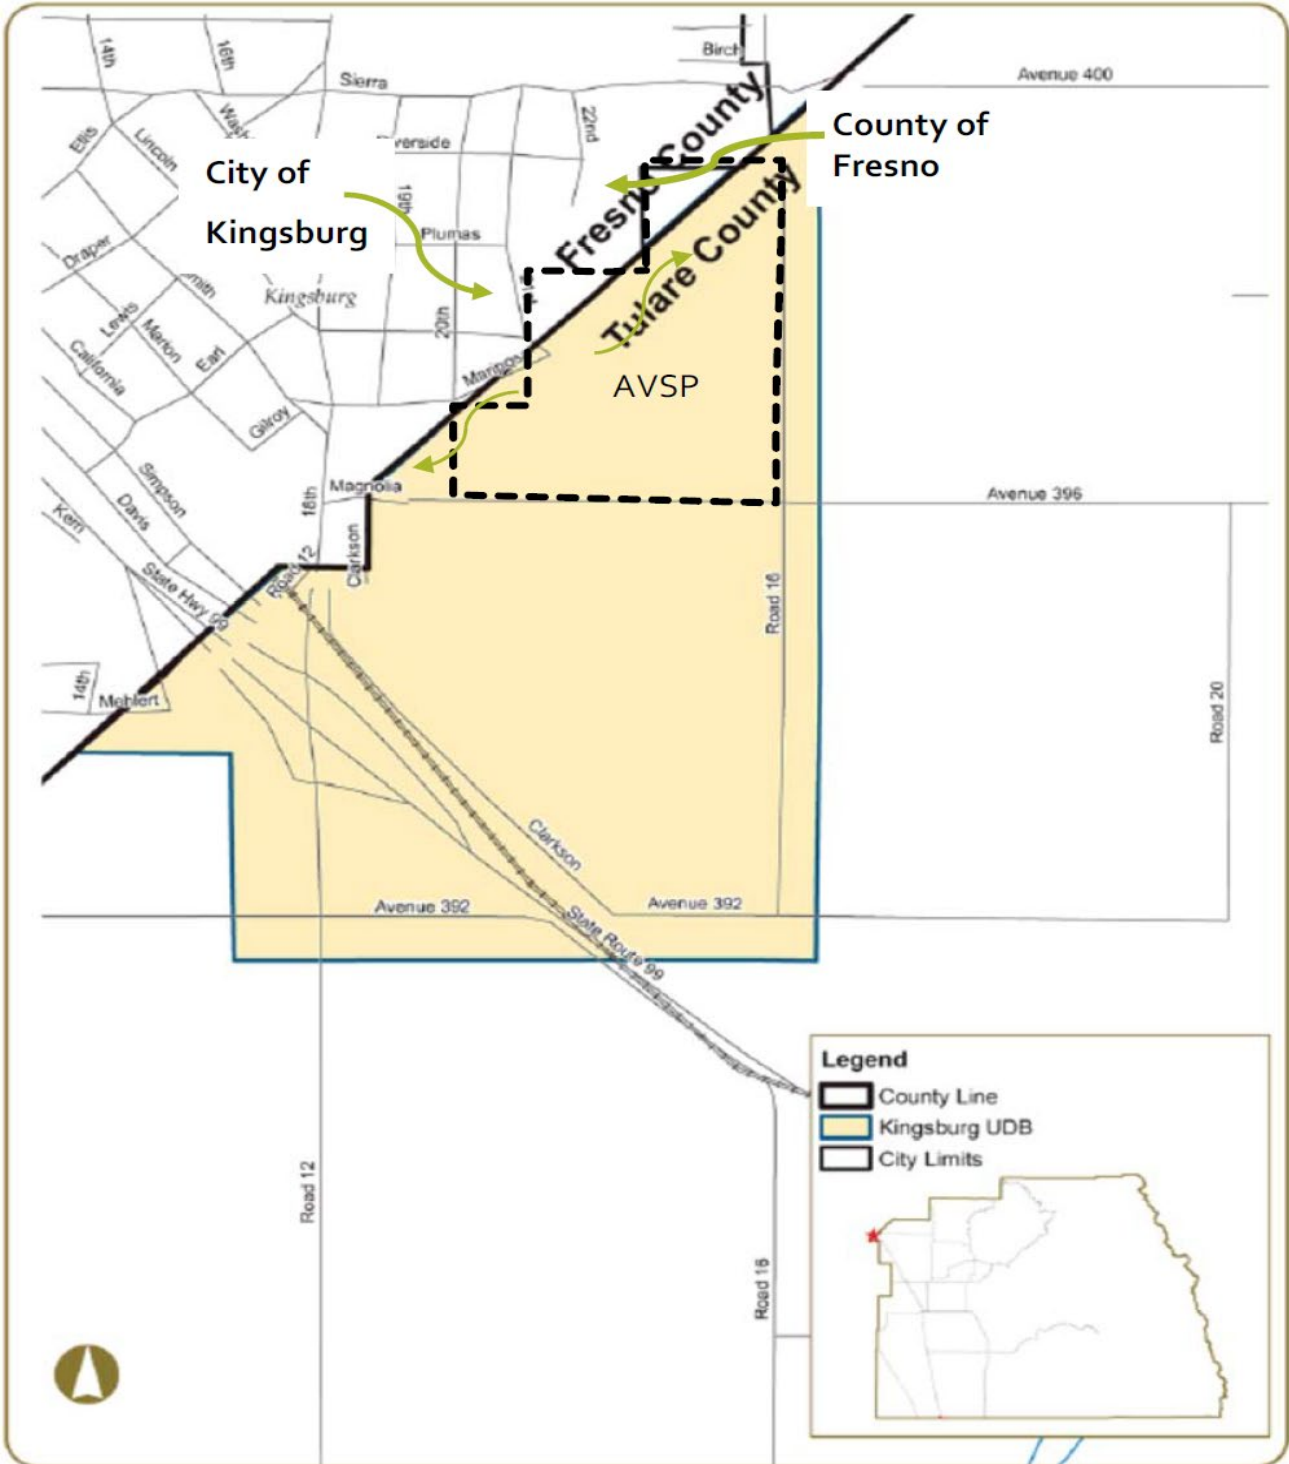 14th
16th
Sierra
Birch
Avenue 400
Ellis
Lincoln
22nd
Fresno County
County of
Fresno
City of
Kingsburg
19th
Plumas
Tulare County
Draper
Kingsburg
Lewis
Marion
Earl
20th
California
AVSP
Gilroy
Simpson
Davis
Kern
18th
Magnolia
Avenue 396
Clarkson
Road 12
State Hwy 99
Road 16
14th
Mehlert
Road 20
Clarkson
Avenue 392
Avenue 392
State Route 99
Legend
County Line
Kingsburg UDB
City Limits
Road 12
Road 16